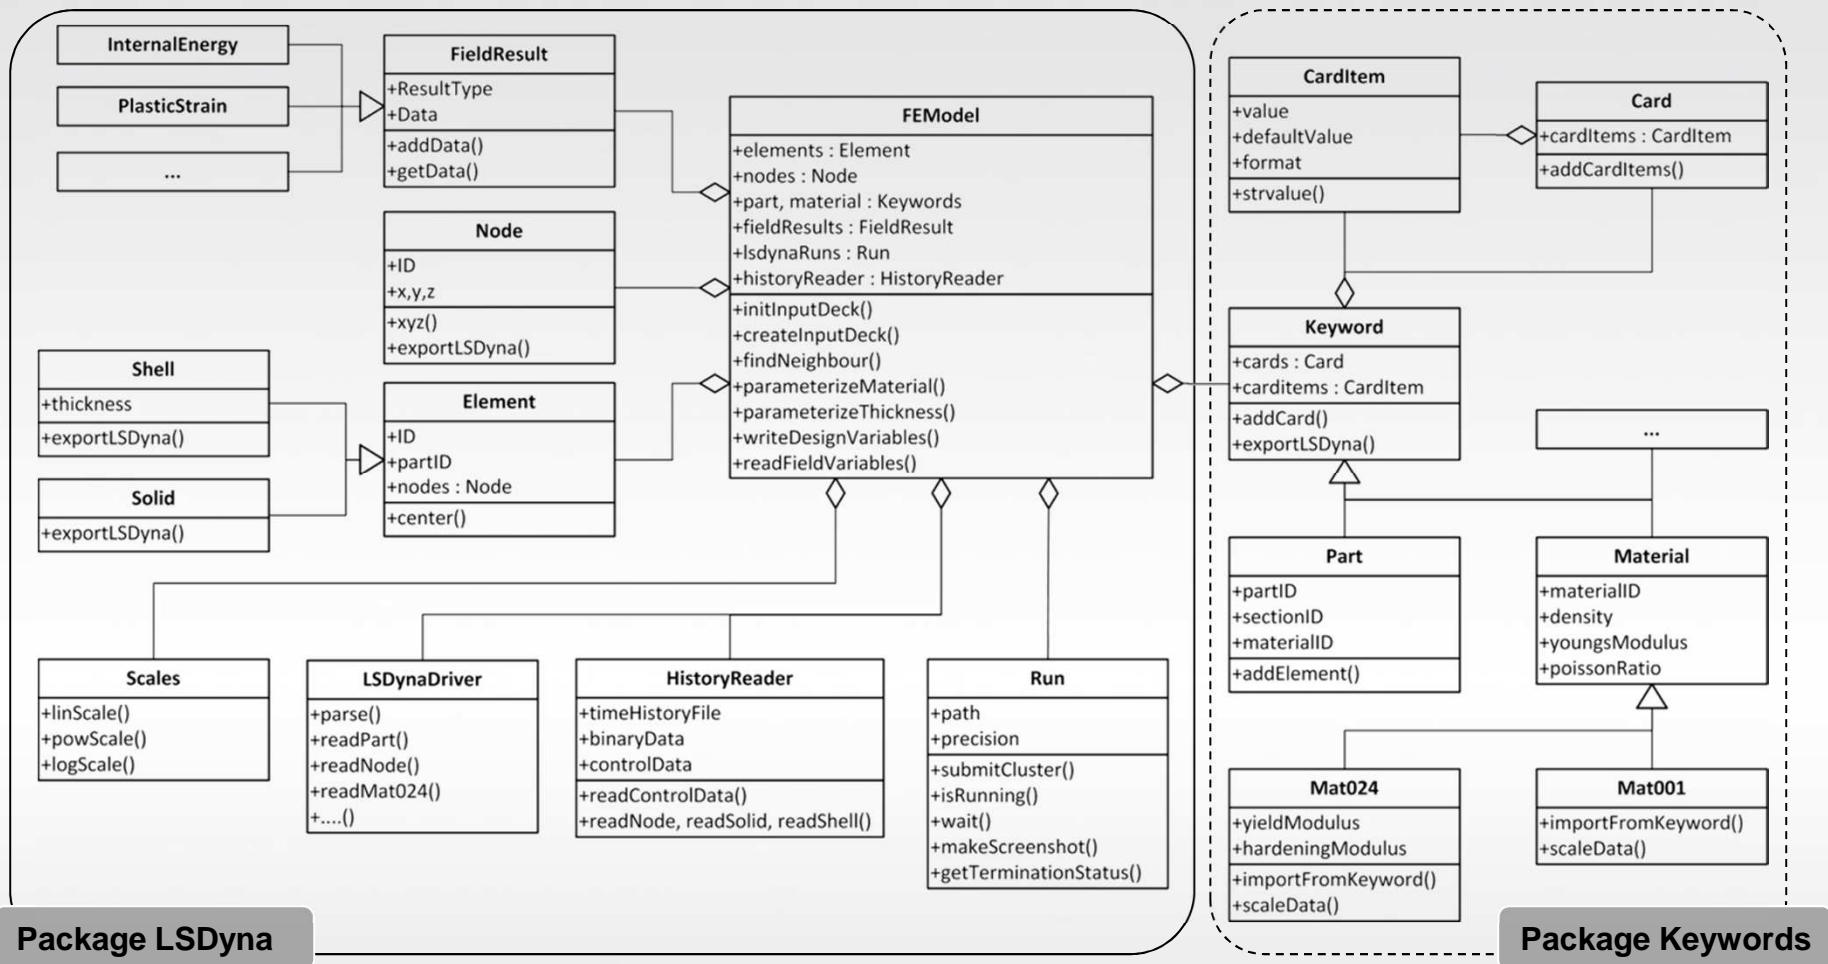 InternalEnergy
PlasticStrain
...
FieldResult
+ResultType
+Data
+addData()
+getData()
Node
+ID
+x,y,z
+xyz()
+exportLSDyna()
Shell
+thickness
+exportLSDyna()
Solid
+exportLSDyna()
Element
+ID
+partID
+nodes : Node
+center()
FEModel
+elements : Element
+nodes : Node
+part, material : Keywords
+fieldResults : FieldResult
+lsdynaRuns : Run
+historyReader : HistoryReader
+initInputDeck()
+createInputDeck()
+findNeighbour()
+parameterizeMaterial()
+parameterizeThickness()
+writeDesignVariables()
+readFieldVariables()
Scales
+linScale()
+powScale()
+logScale()
LSDynaDriver
+parse()
+readPart()
+readNode()
+readMat024()
+....()
HistoryReader
+timeHistoryFile
+binaryData
+controlData
+readControlData()
+readNode, readSolid, readShell()
Run
+path
+precision
+submitCluster()
+isRunning()
+wait()
+makeScreenshot()
+getTerminationStatus()
Package LSDyna
CardItem
+value
+defaultValue
+format
+strvalue()
Card
+cardItems : CardItem
+addCardItems()
Keyword
+cards : Card
+carditems : CardItem
+addCard()
+exportLSDyna()
...
Part
+partID
+sectionID
+materialID
+addElement()
Material
+materialID
+density
+youngsModulus
+poissonRatio
Mat024
+yieldModulus
+hardeningModulus
+importFromKeyword()
+scaleData()
Mat001
+importFromKeyword()
+scaleData()
Package Keywords